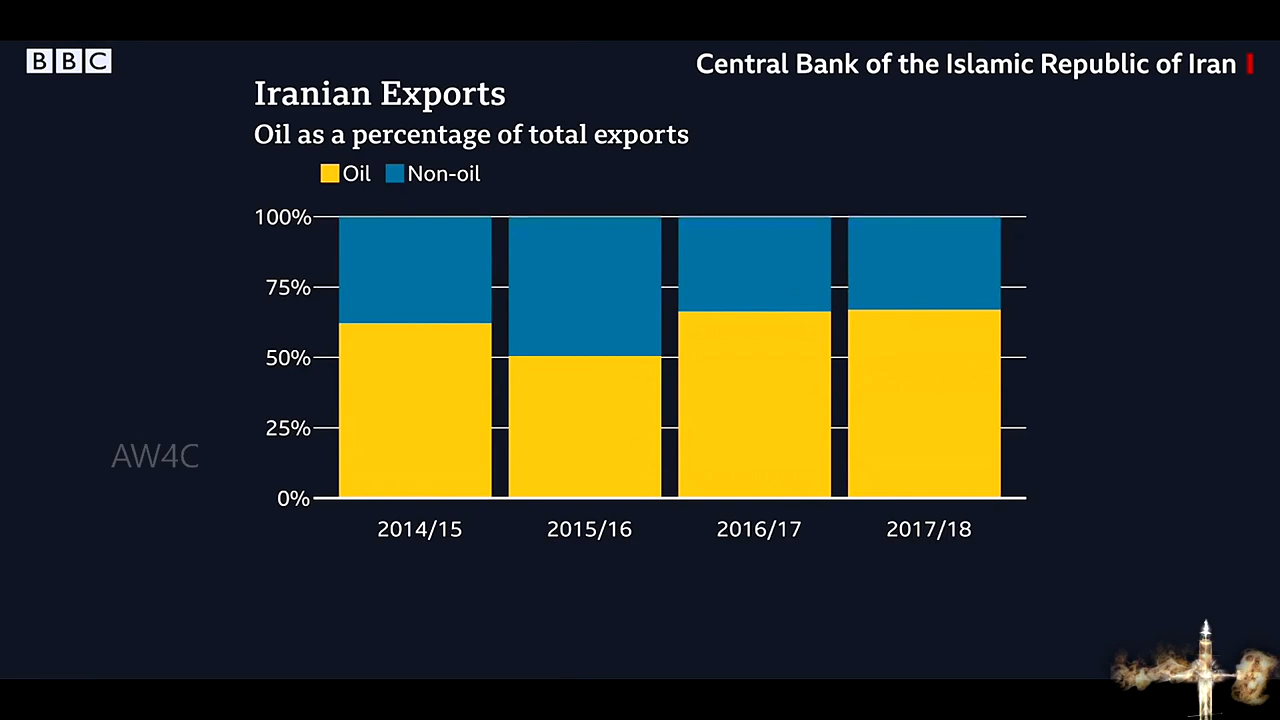 BBC
Central Bank of the Islamic Republic of Iran
Iranian Exports
Oil as a percentage of total exports
Oil Non-oil
100%
75%
50%
25%
0%
AW4C
2014/15 2015/16 2016/17 2017/18